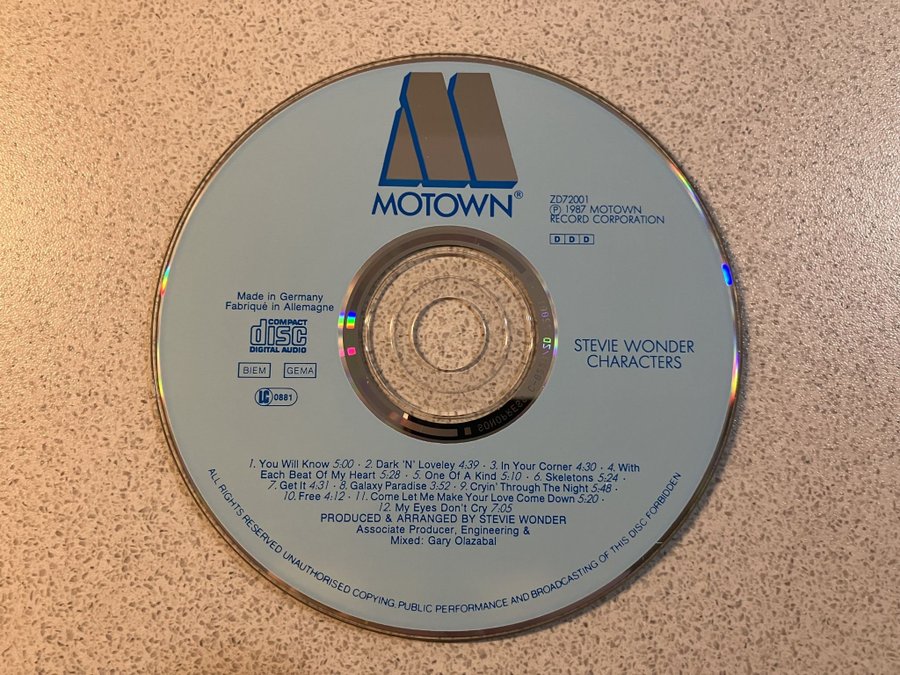 MOTOWN®
ZD72001
Ⓟ 1987 MOTOWN
RECORD CORPORATION
D D D
Made in Germany
Fabriqué in Allemagne
COMPACT
disc
DIGITAL AUDIO
BIEM GEMA
LC 0881
STEVIE WONDER
CHARACTERS
1. You Will Know 5:00 · 2. Dark 'N' Loveley 4:39 · 3. In Your Corner 4:30 · 4. With
Each Beat Of My Heart 5:28 · 5. One Of A Kind 5:10 · 6. Skeletons 5:24 ·
7. Get It 4:31 · 8. Galaxy Paradise 3:52 · 9. Cryin' Through The Night 5:48 ·
10. Free 4:12 · 11. Come Let Me Make Your Love Come Down 5:20 ·
12. My Eyes Don't Cry 7:05
PRODUCED & ARRANGED BY STEVIE WONDER
Associate Producer, Engineering &
Mixed: Gary Olazabal
ALL RIGHTS RESERVED. UNAUTHORISED COPYING, PUBLIC PERFORMANCE AND BROADCASTING OF THIS DISC FORBIDDEN